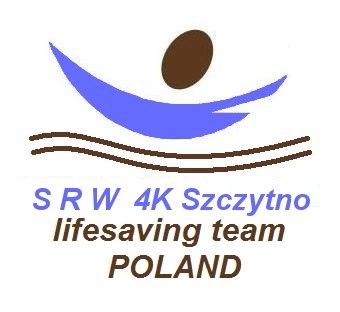 S R W 4K Szczytno
lifesaving team
POLAND